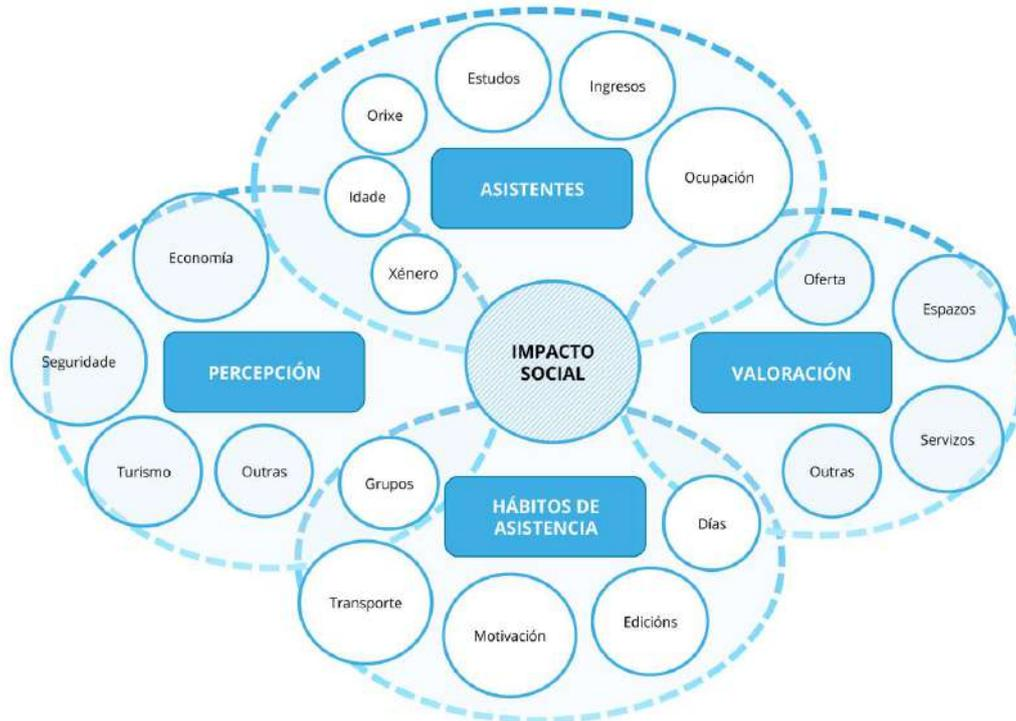 Estudos
Ingresos
Orixe
Ocupación
ASISTENTES
Idade
Xénero
Economía
Seguridade
PERCEPCIÓN
Turismo
Outras
IMPACTO
SOCIAL
Oferta
Espazos
VALORACIÓN
Servizos
Outras
Grupos
HÁBITOS DE
ASISTENCIA
Días
Transporte
Motivación
Edicións